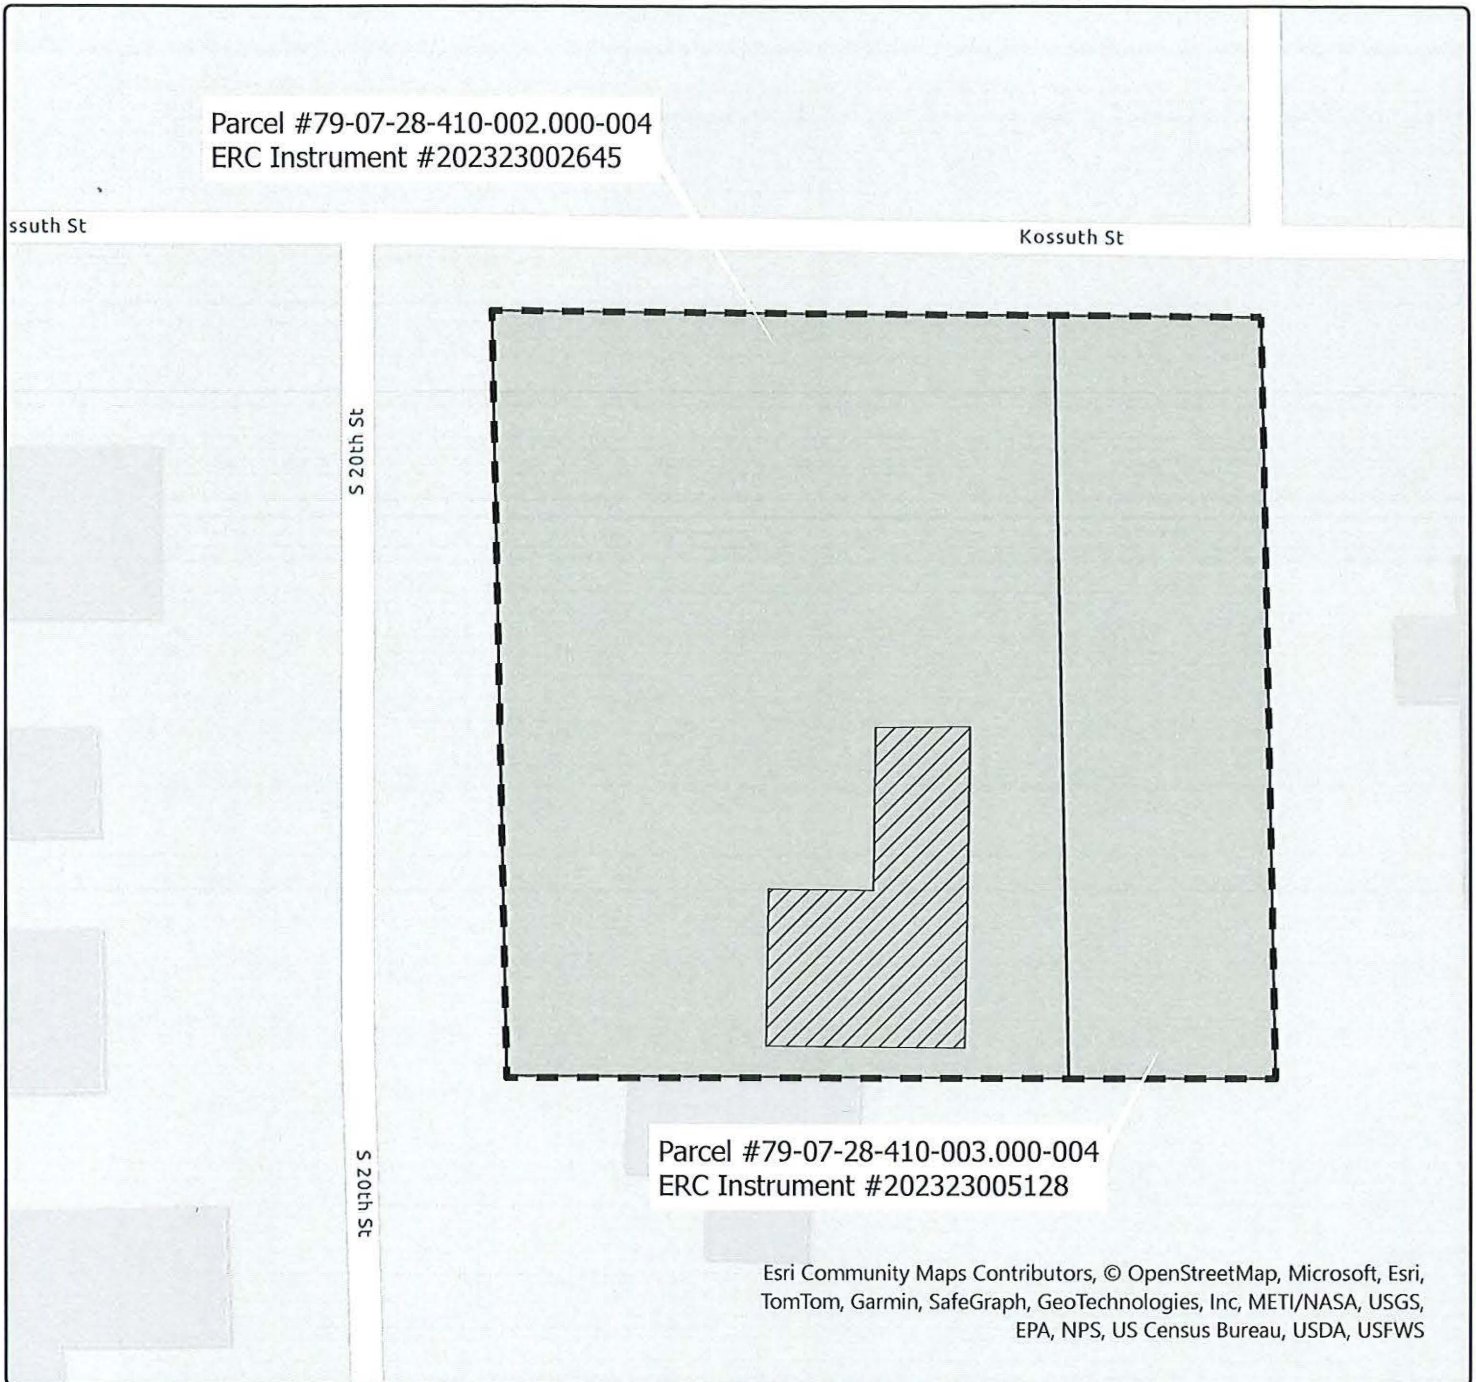 Parcel #79-07-28-410-002.000-004
ERC Instrument #202323002645
ssuth St
Kossuth St
S 20th St
S 20th St
Parcel #79-07-28-410-003.000-004
ERC Instrument #202323005128
Esri Community Maps Contributors, © OpenStreetMap, Microsoft, Esri,
TomTom, Garmin, SafeGraph, GeoTechnologies, Inc, METI/NASA, USGS,
EPA, NPS, US Census Bureau, USDA, USFWS